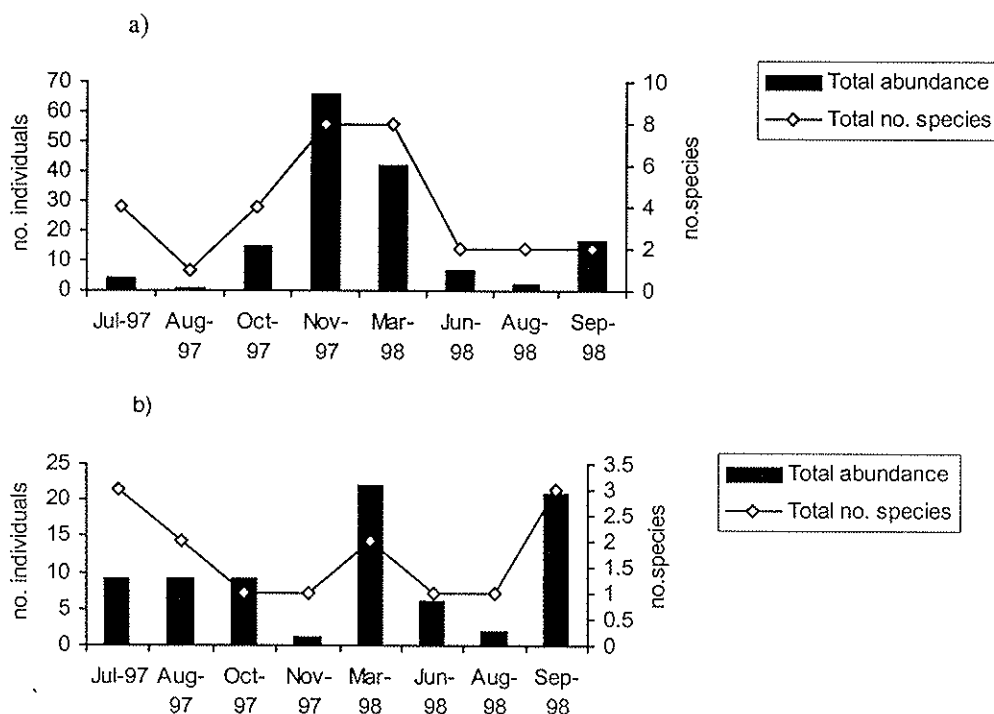 a)
no. individuals
70
60
50
40
30
20
10
0
10
8
6
4
2
0
no.species
Jul-97 Aug- Oct- Nov- Mar- Jun- Aug- Sep-
97 97 97 98 98 98 98
Total abundance
Total no. species
b)
no. individuals
25
20
15
10
5
0
3.5
3
2.5
2
1.5
1
0.5
0
no.species
Jul-97 Aug- Oct- Nov- Mar- Jun- Aug- Sep-
97 97 97 98 98 98 98
Total abundance
Total no. species